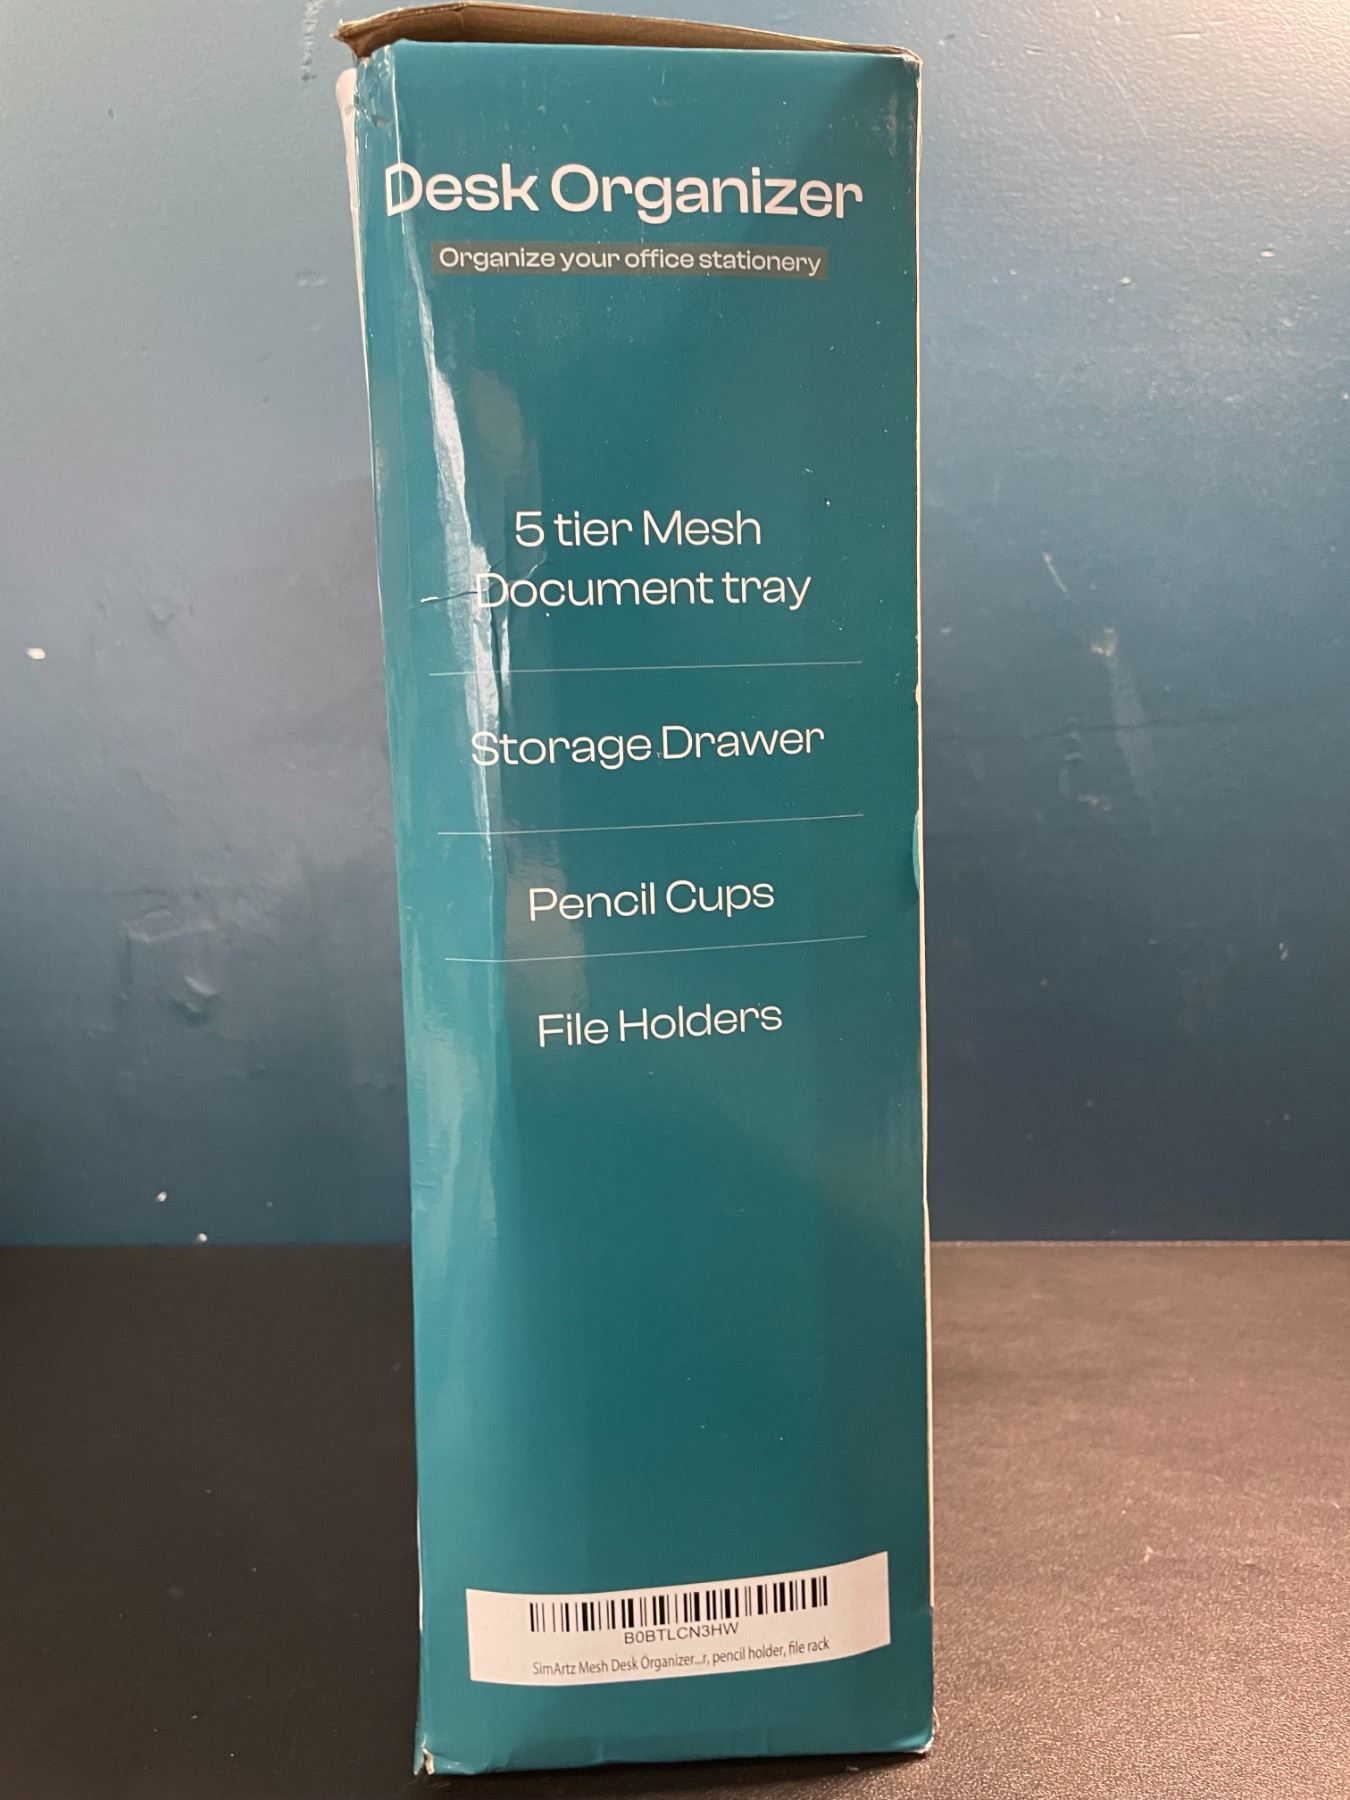 Desk Organizer
Organize your office stationery
5 tier Mesh
Document tray
Storage Drawer
Pencil Cups
File Holders
B0BTLCN3HW
SimArtz Mesh Desk Organizer...r, pencil holder, file rack